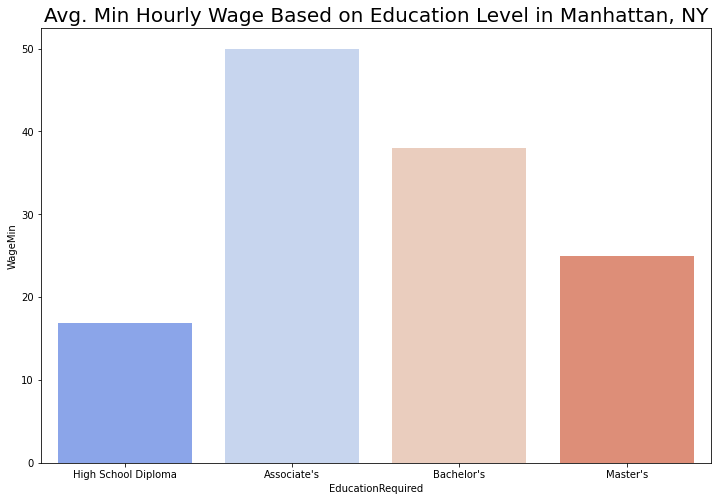 Avg. Min Hourly Wage Based on Education Level in Manhattan, NY
50
40
30
20
10
0
WageMin
High School Diploma
Associate's
Bachelor's
Master's
EducationRequired